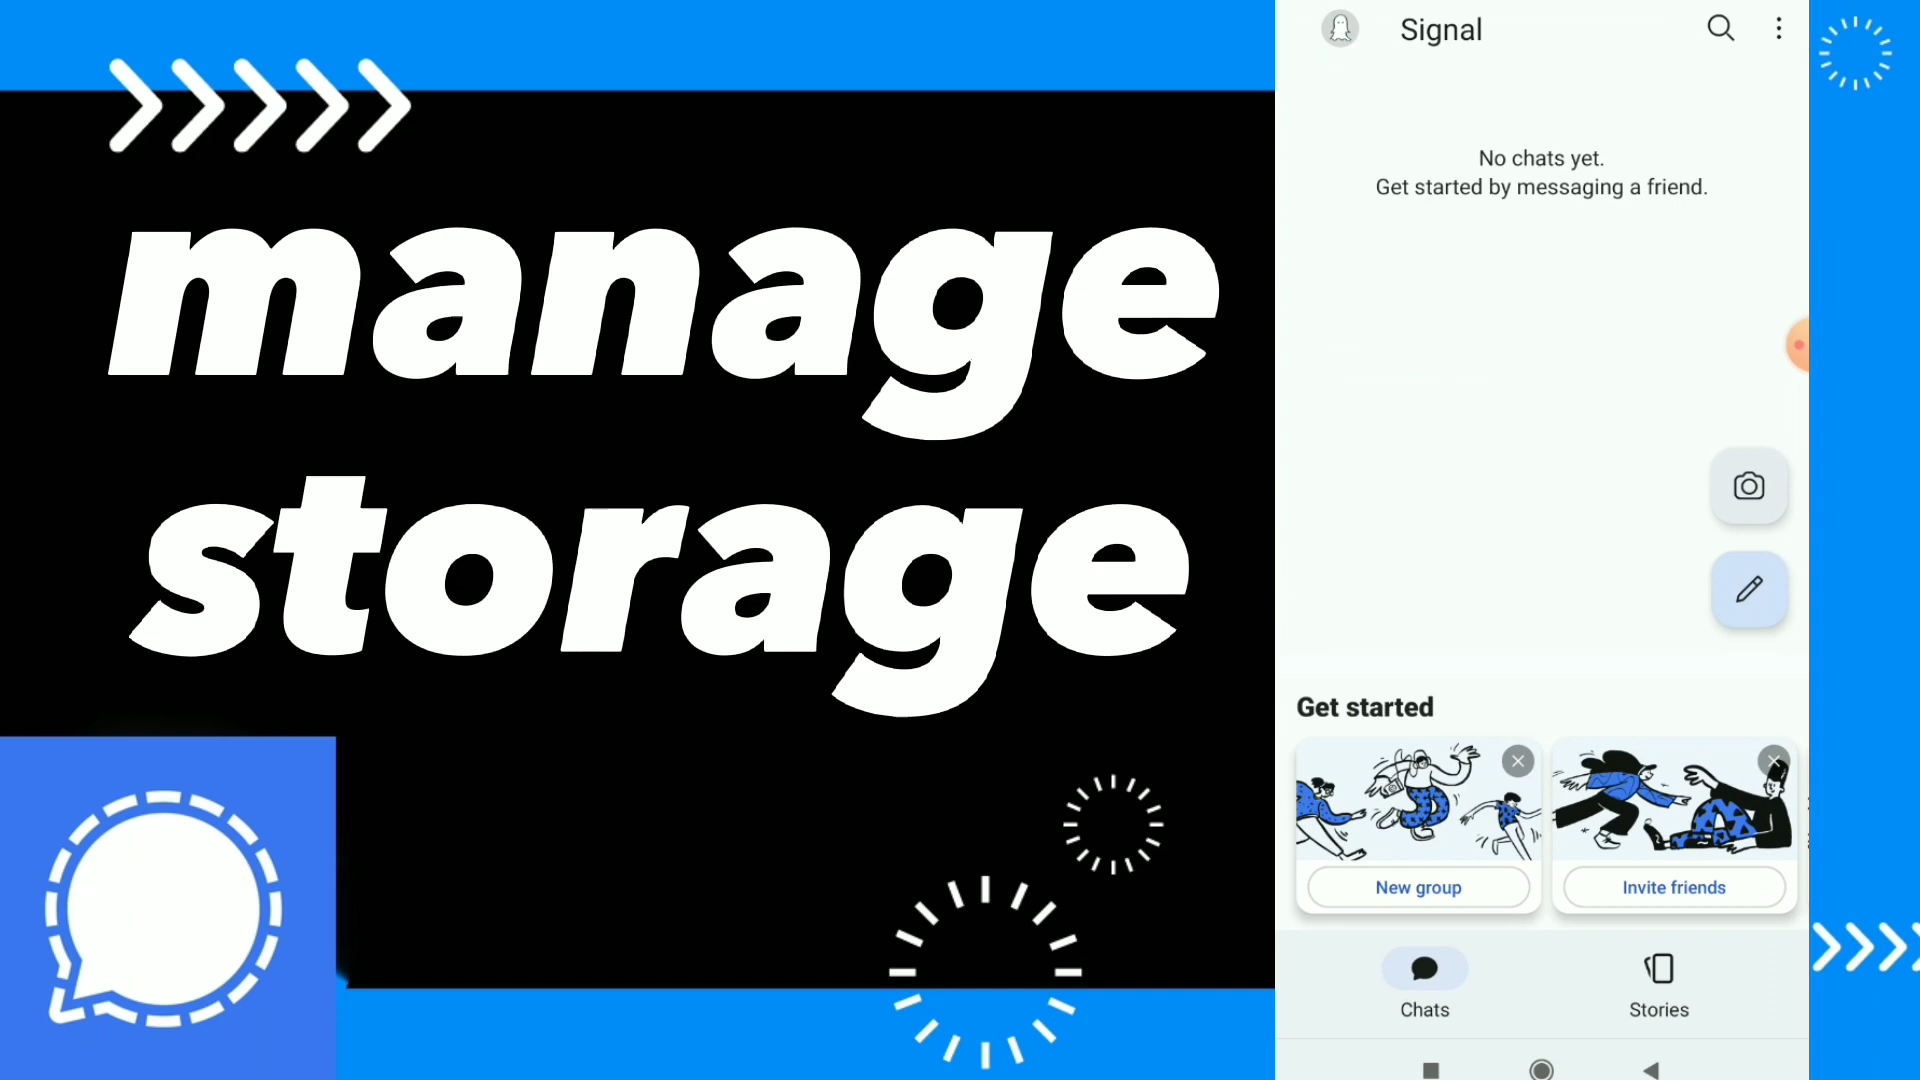 manage
storage
Signal
No chats yet.
Get started by messaging a friend.
Get started
New group
Invite friends
Chats
Stories